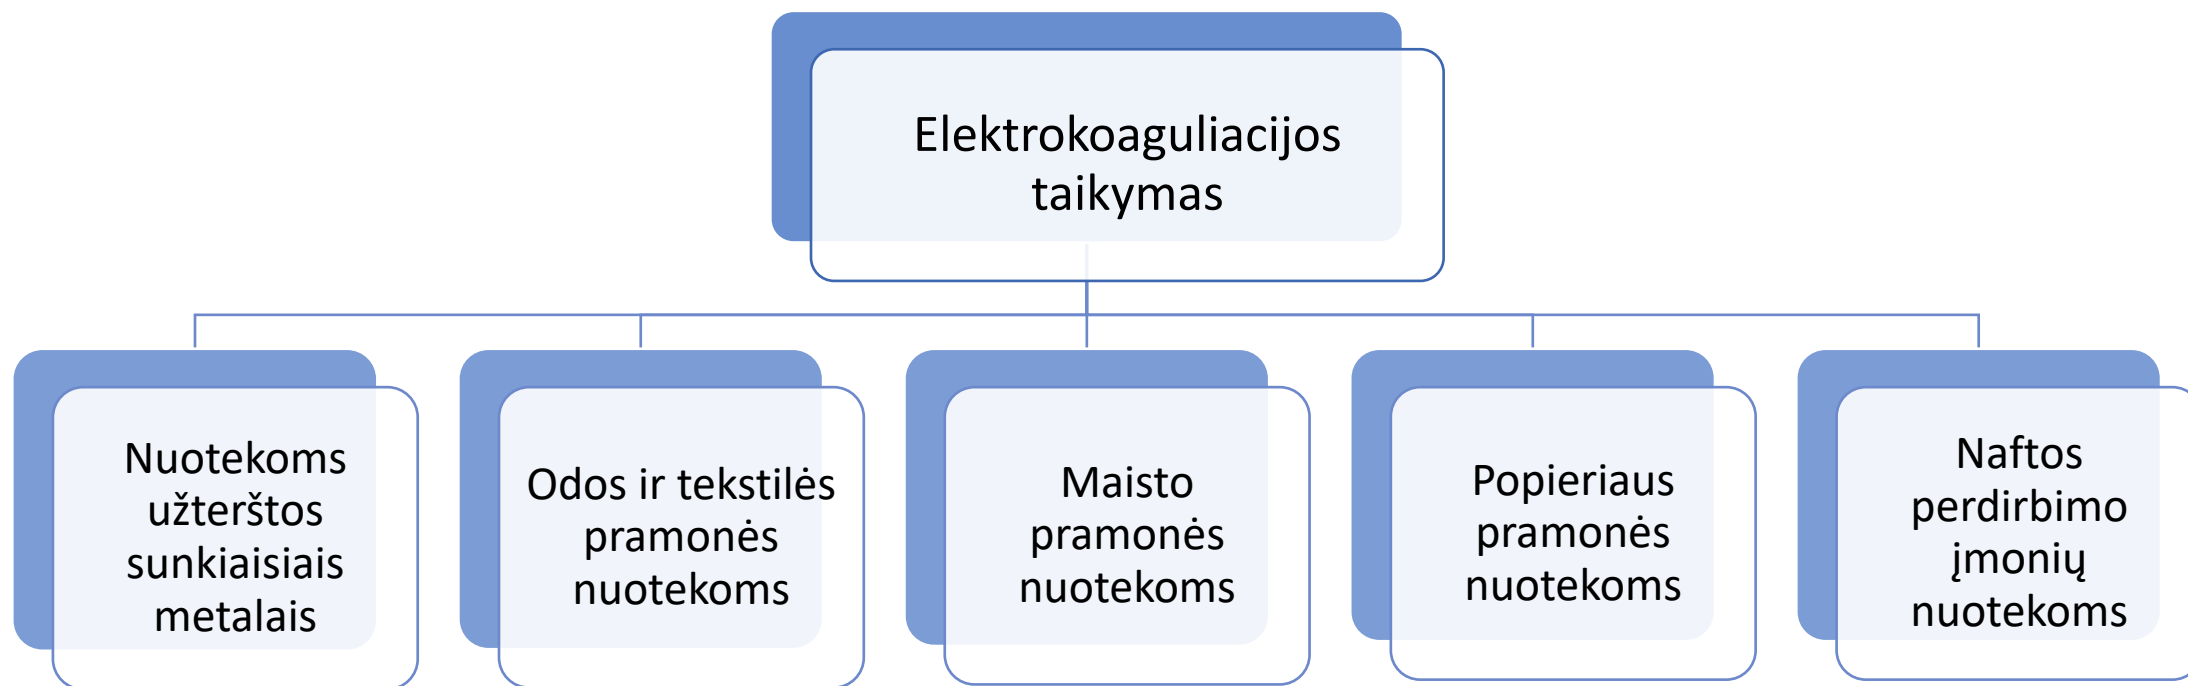 Elektrokoaguliacijos
taikymas
Nuotekoms
užterštos
sunkiaisiais
metalais
Odos ir tekstilės
pramonės
nuotekoms
Maisto
pramonės
nuotekoms
Popieriaus
pramonės
nuotekoms
Naftos
perdirbimo
įmonių
nuotekoms